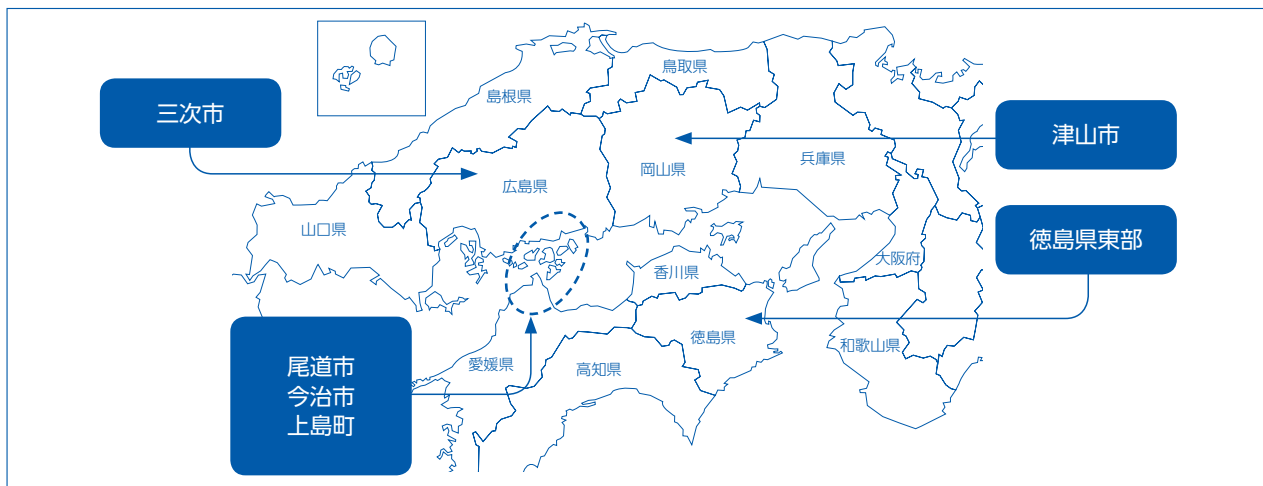 三次市
津山市
徳島県東部
尾道市
今治市
上島町
鳥取県
島根県
岡山県
兵庫県
広島県
山口県
大阪府
香川県
徳島県
和歌山県
愛媛県
高知県